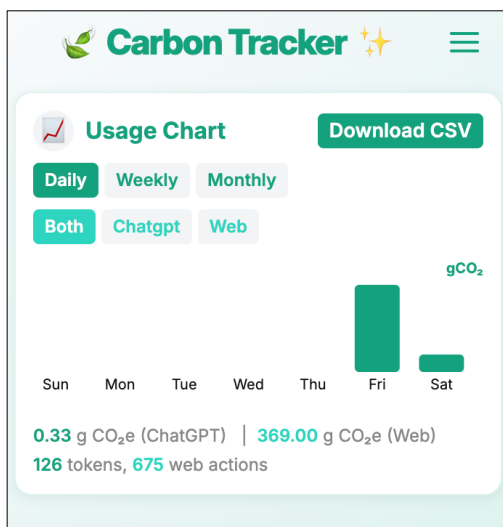 Carbon Tracker
Usage Chart
Download CSV
Daily Weekly Monthly
Both Chatgpt Web
gCO₂
Sun Mon Tue Wed Thu Fri Sat
0.33 g CO₂e (ChatGPT) | 369.00 g CO₂e (Web)
126 tokens, 675 web actions